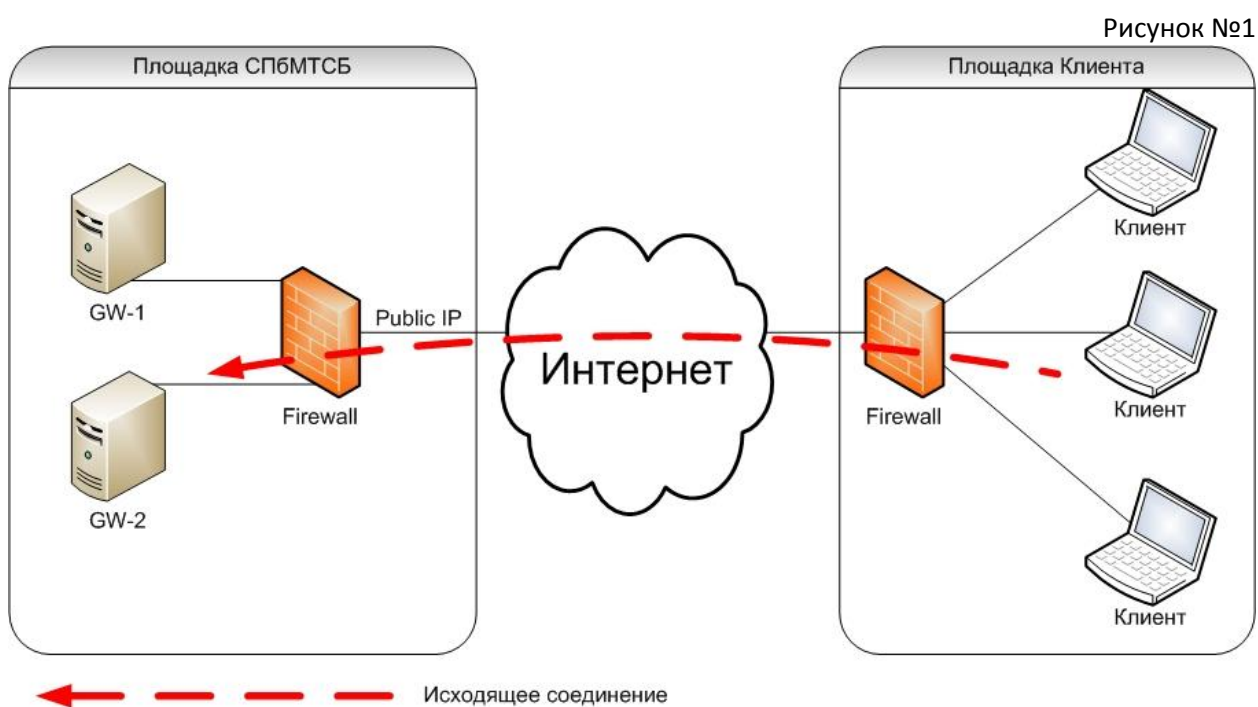 Рисунок №1
Площадка СПбМТСБ
Площадка Клиента
GW-1
GW-2
Firewall
Public IP
Интернет
Firewall
Клиент
Клиент
Клиент
Исходящее соединение